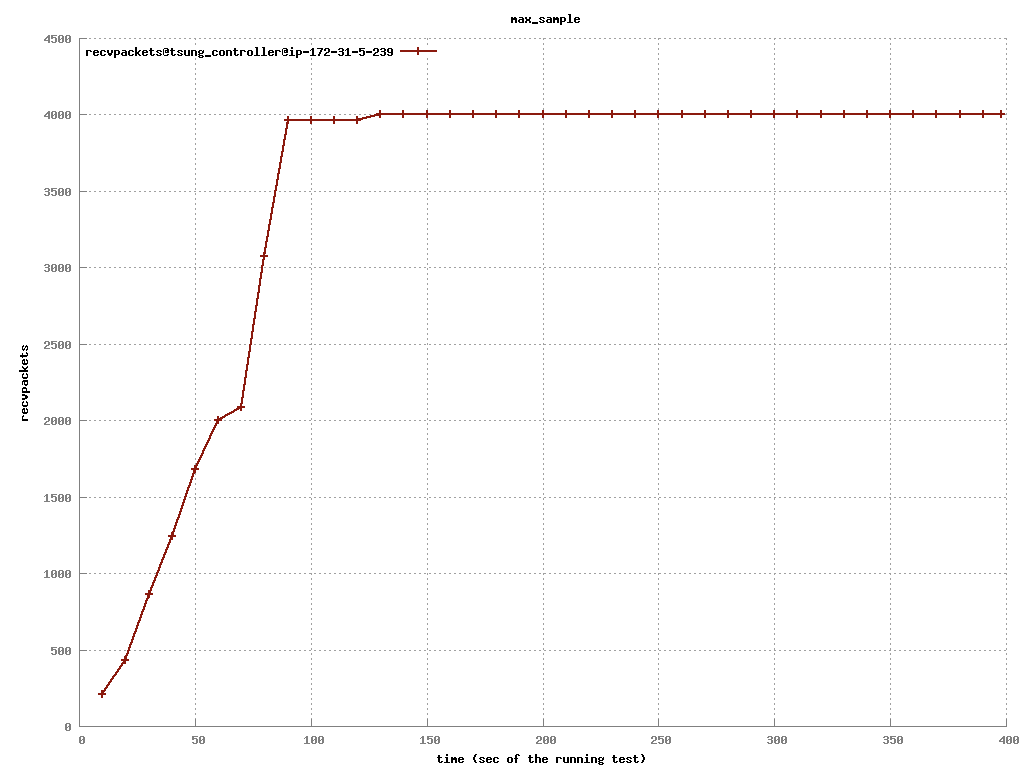 max_sample
4500
recvpackets@tsung_controller@ip-172-31-5-239
4000
3500
3000
2500
recvpackets
2000
1500
1000
500
0
0 50 100 150 200 250 300 350 400
time (sec of the running test)